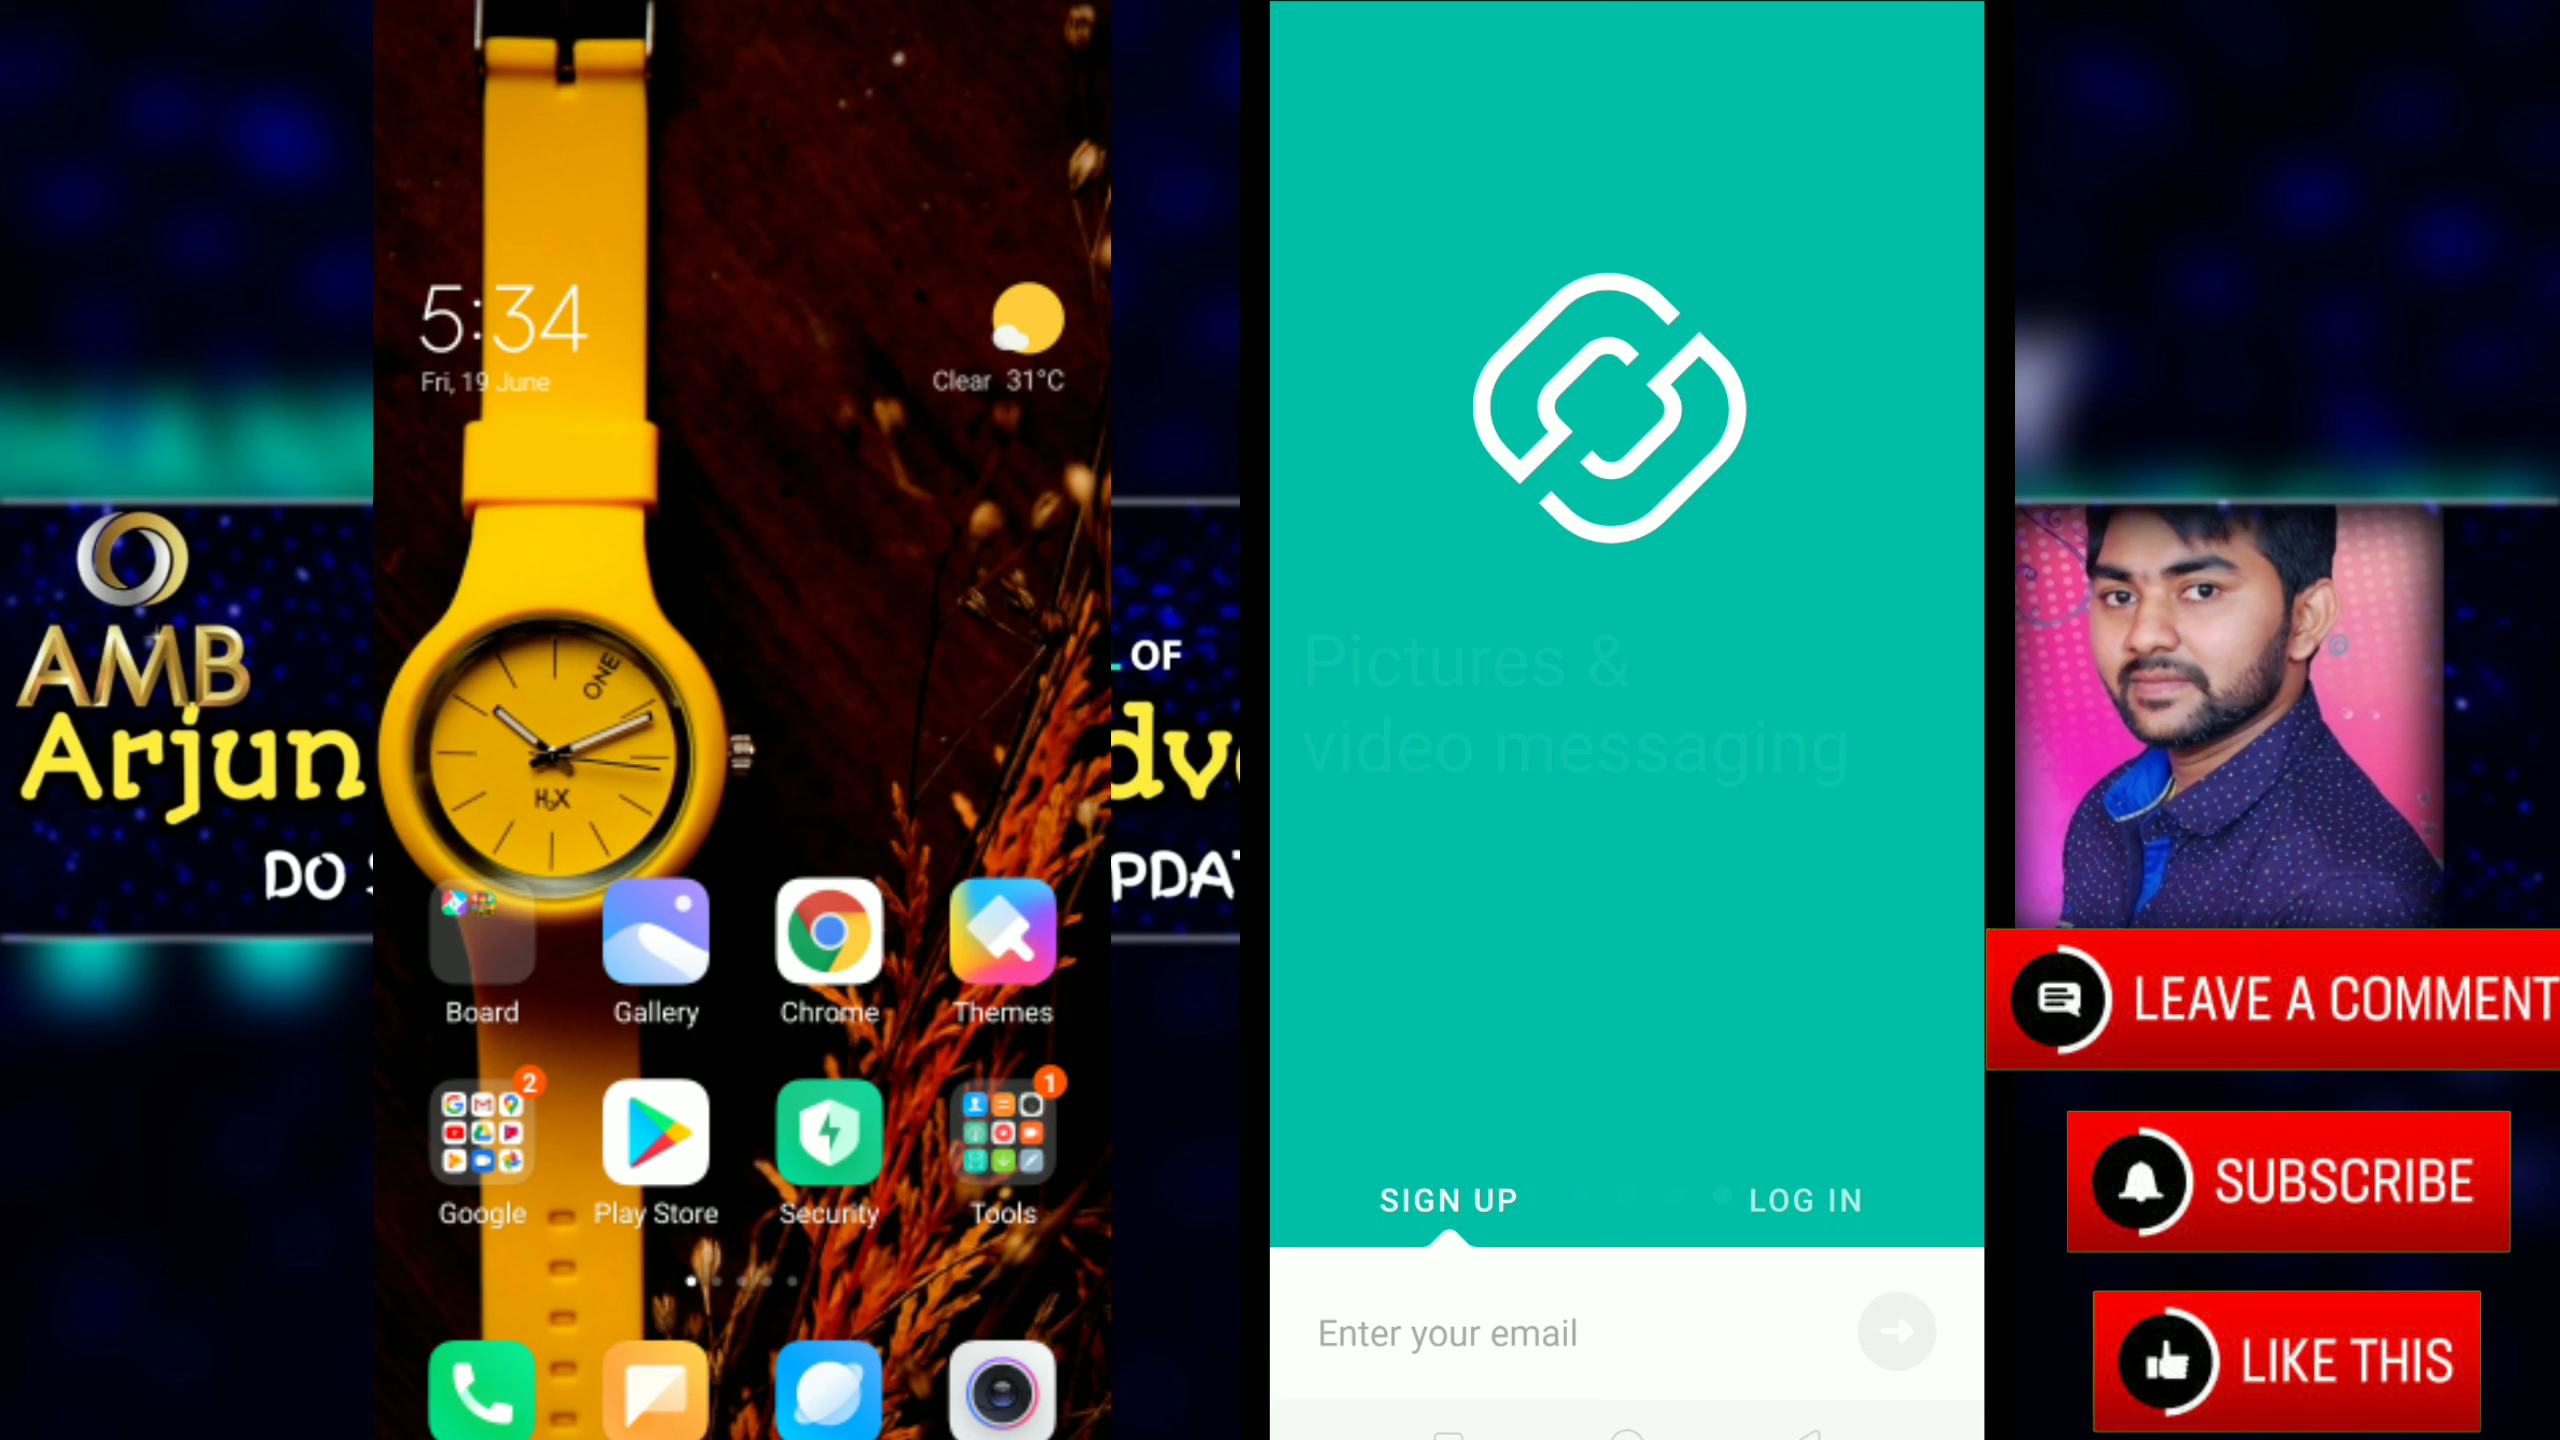 AMB
Arjun
DO
5:34
Fri, 19 June
Clear 31°C
ONE
H₂X
Board
Gallery
Chrome
Themes
2
1
Google
Play Store
Security
Tools
OF
Pictures &
video messaging
SIGN UP
LOG IN
Enter your email
LEAVE A COMMENT
SUBSCRIBE
LIKE THIS